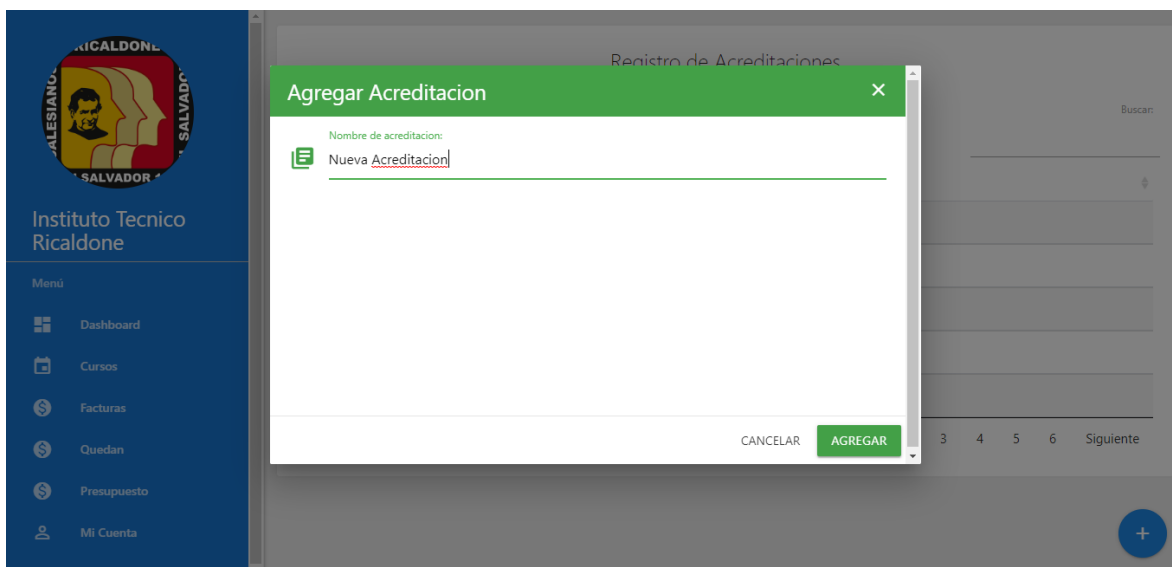 RICALDONE
SALESIANOS
SALVADOR
SALVADOR
Instituto Tecnico
Ricaldone
Menú
Dashboard
Cursos
Facturas
Quedan
Presupuesto
Mi Cuenta
Registro de Acreditaciones
Agregar Acreditacion
Nombre de acreditacion:
Nueva Acreditacion
CANCELAR AGREGAR
Buscar:
3 4 5 6 Siguiente